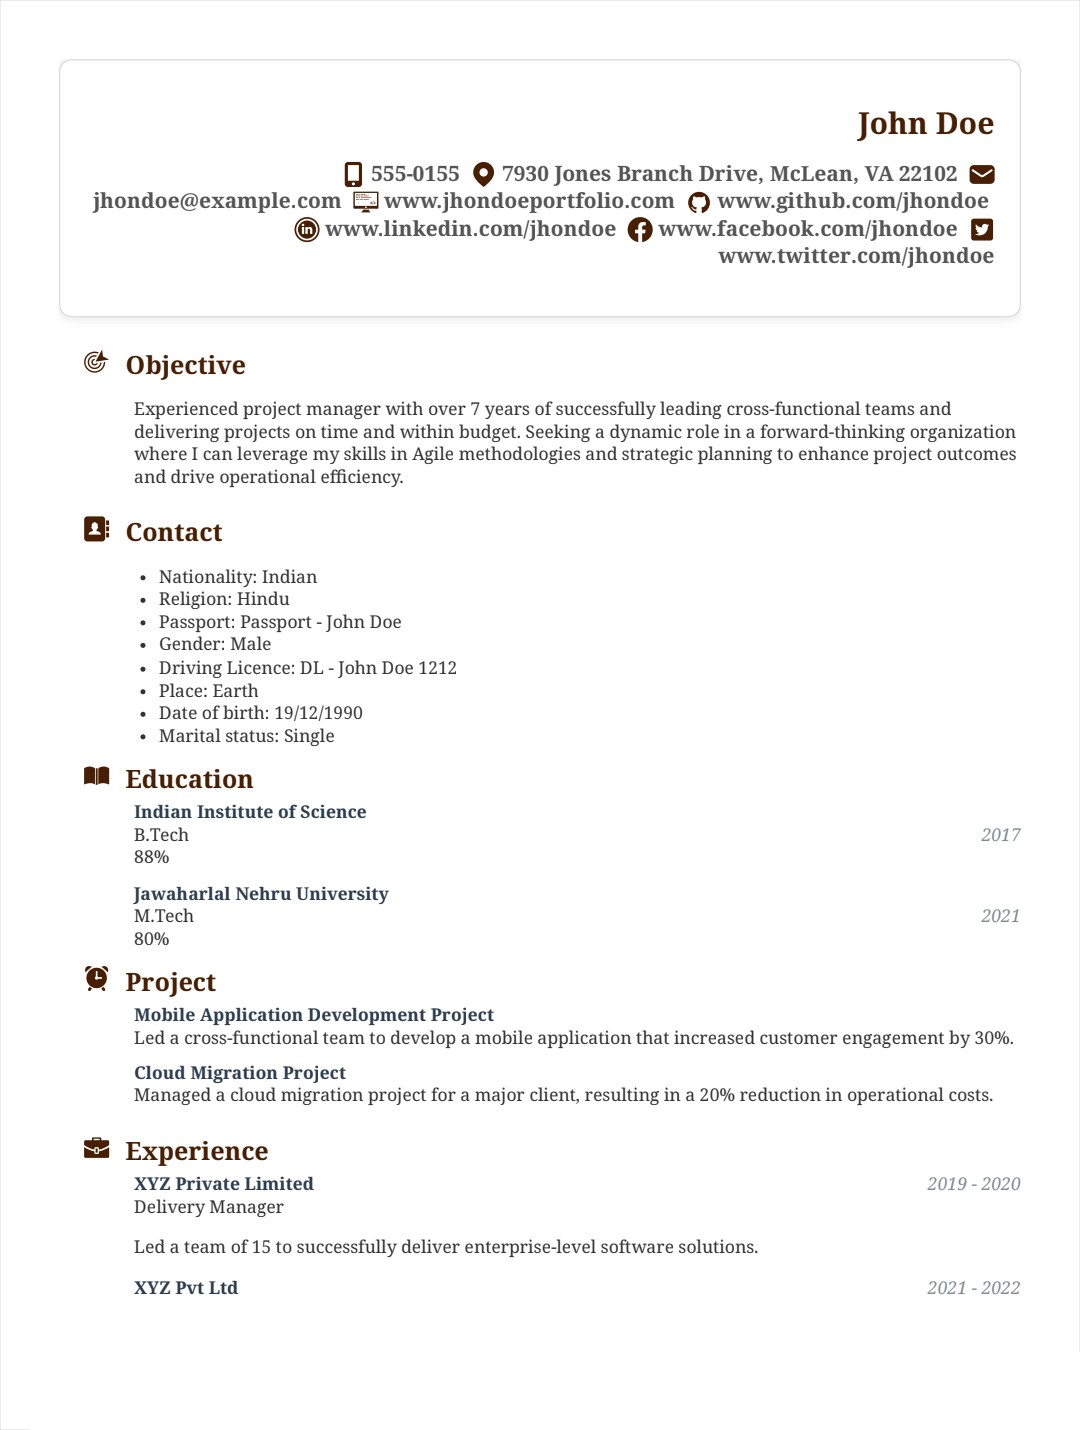 John Doe
555-0155 7930 Jones Branch Drive, McLean, VA 22102
jhondoe@example.com www.jhondoeportfolio.com www.github.com/jhondoe
www.linkedin.com/jhondoe www.facebook.com/jhondoe
www.twitter.com/jhondoe
Objective
Experienced project manager with over 7 years of successfully leading cross-functional teams and
delivering projects on time and within budget. Seeking a dynamic role in a forward-thinking organization
where I can leverage my skills in Agile methodologies and strategic planning to enhance project outcomes
and drive operational efficiency.
Contact
• Nationality: Indian
• Religion: Hindu
• Passport: Passport - John Doe
• Gender: Male
• Driving Licence: DL - John Doe 1212
• Place: Earth
• Date of birth: 19/12/1990
• Marital status: Single
Education
Indian Institute of Science
B.Tech 2017
88%
Jawaharlal Nehru University
M.Tech 2021
80%
Project
Mobile Application Development Project
Led a cross-functional team to develop a mobile application that increased customer engagement by 30%.
Cloud Migration Project
Managed a cloud migration project for a major client, resulting in a 20% reduction in operational costs.
Experience
XYZ Private Limited 2019 - 2020
Delivery Manager
Led a team of 15 to successfully deliver enterprise-level software solutions.
XYZ Pvt Ltd 2021 - 2022